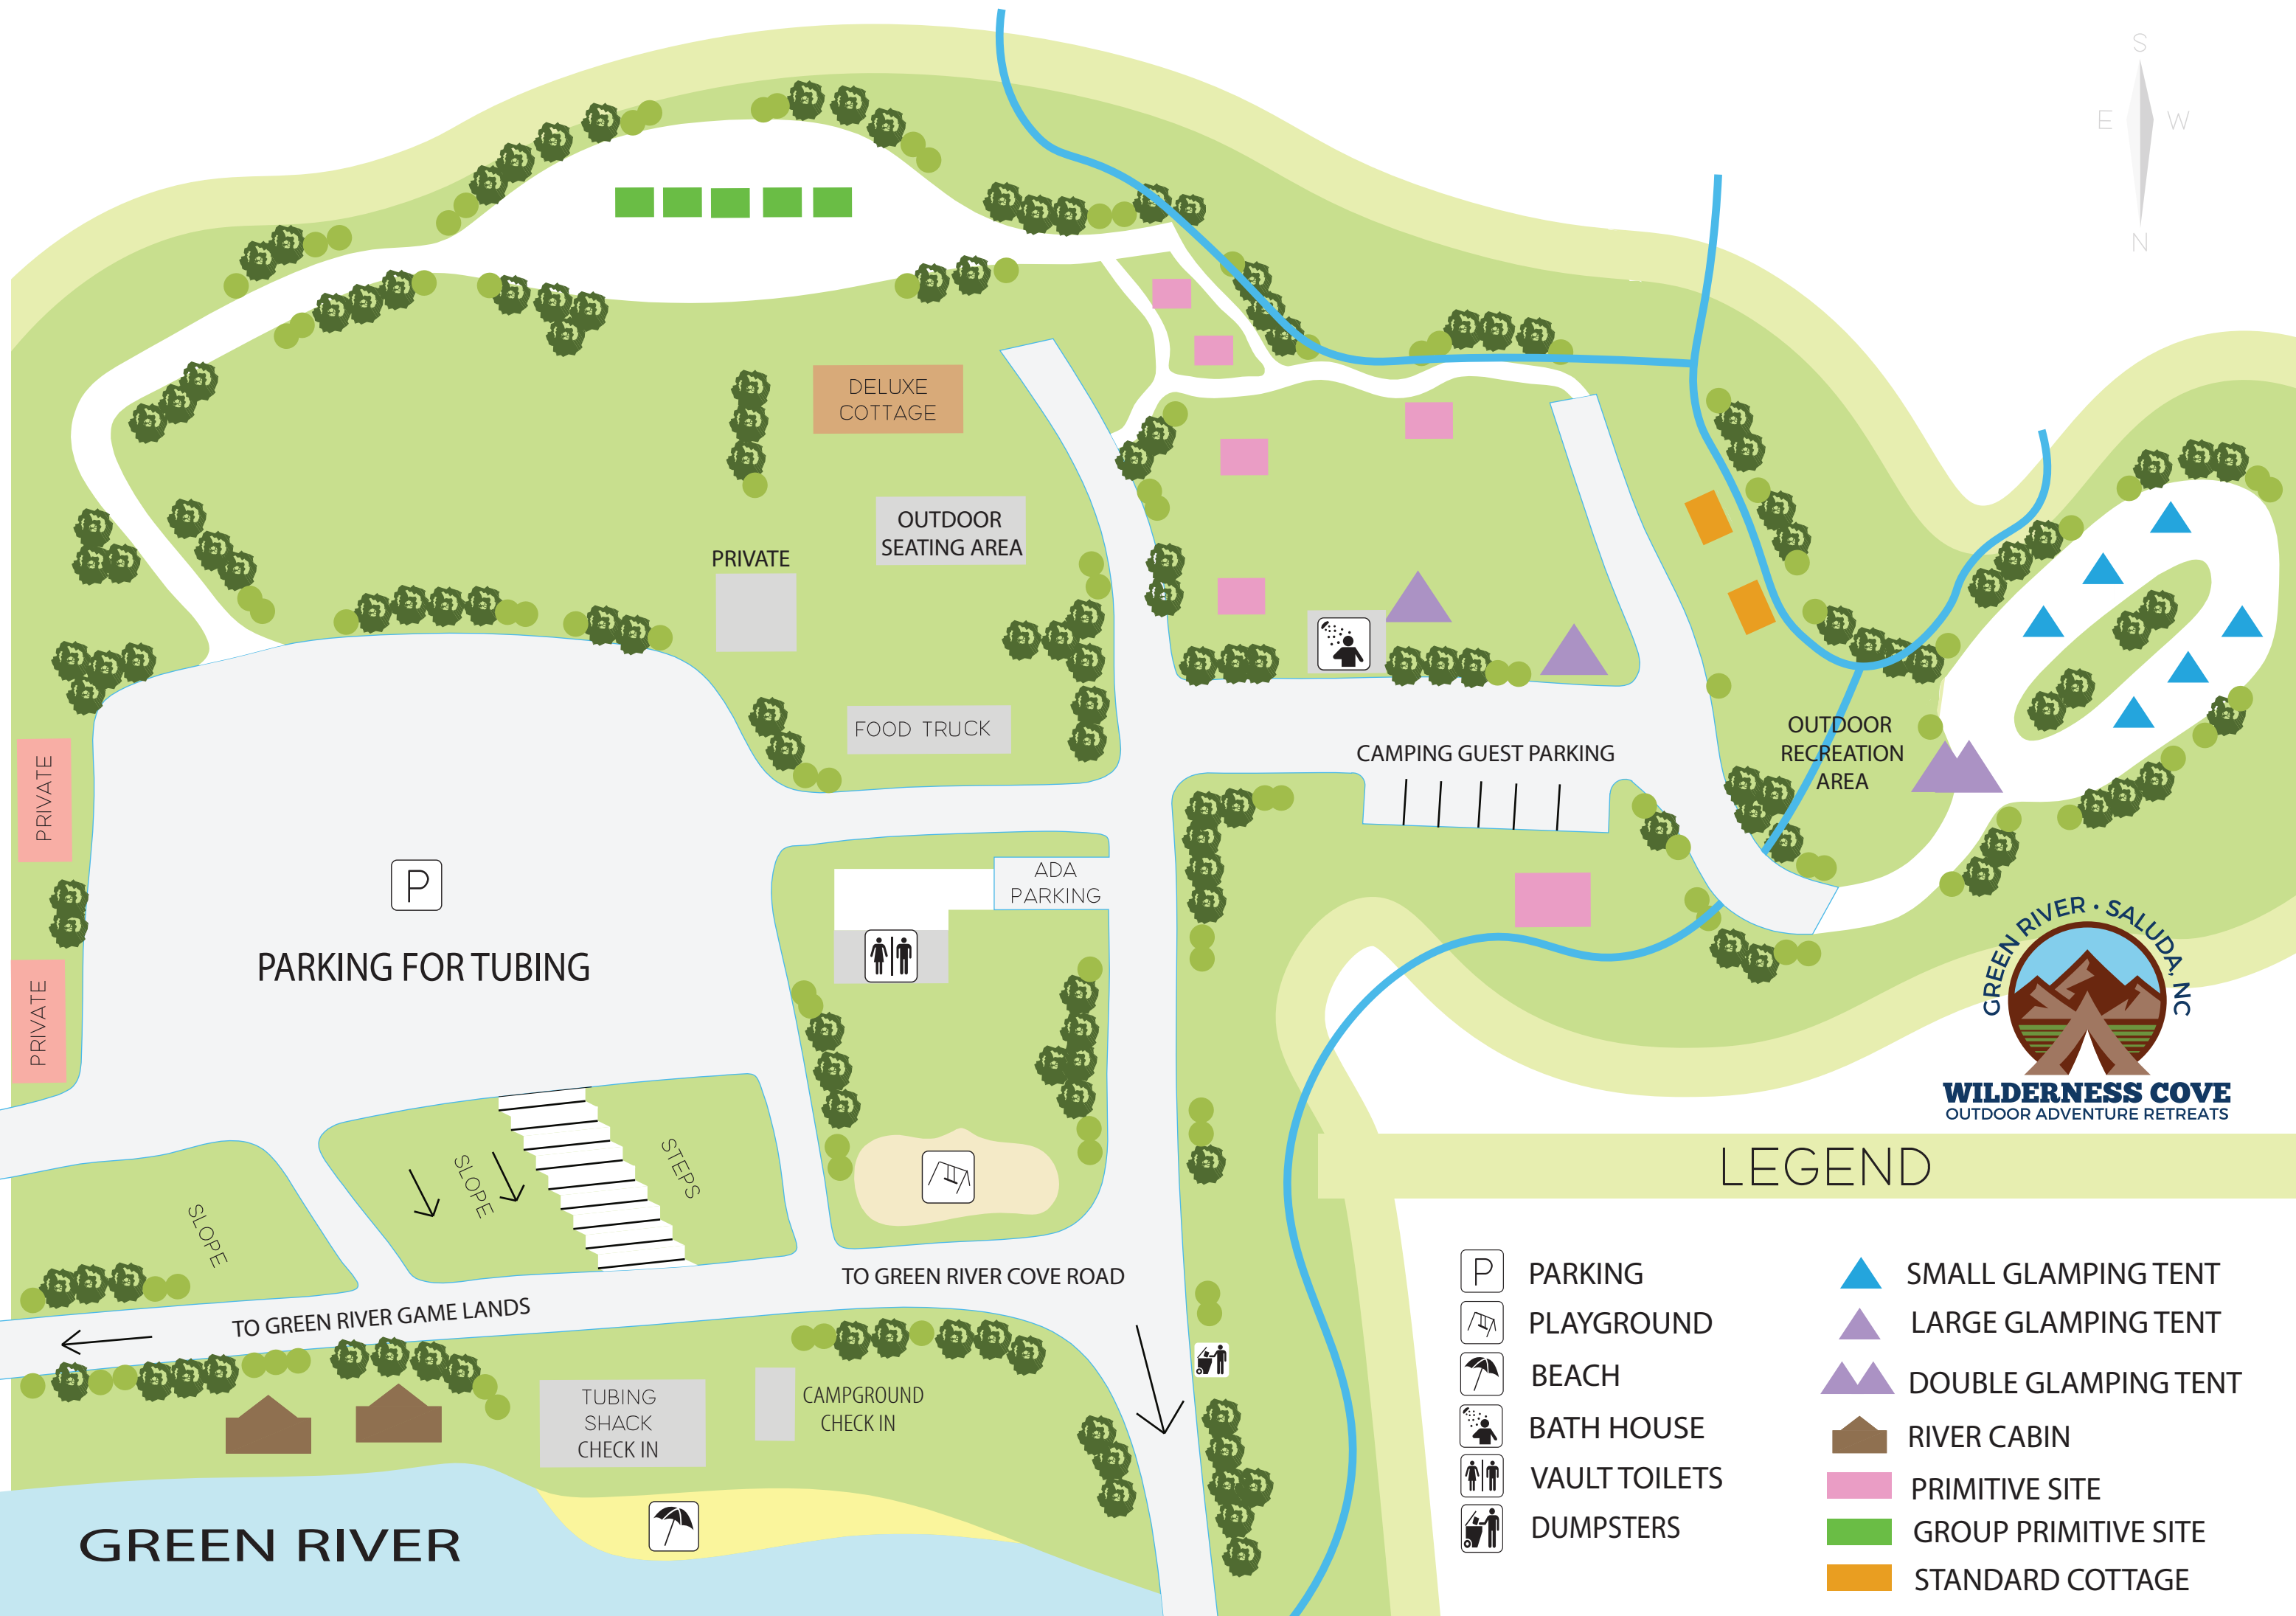 S
E W
N
DELUXE
COTTAGE
OUTDOOR
SEATING AREA
PRIVATE
FOOD TRUCK
CAMPING GUEST PARKING
OUTDOOR
RECREATION
AREA
PRIVATE
PRIVATE
P
PARKING FOR TUBING
ADA
PARKING
SLOPE
SLOPE
STEPS
TO GREEN RIVER COVE ROAD
TO GREEN RIVER GAME LANDS
TUBING
SHACK
CHECK IN
CAMPGROUND
CHECK IN
GREEN RIVER
GREEN RIVER • SALUDA, NC
WILDERNESS COVE
OUTDOOR ADVENTURE RETREATS
LEGEND
P PARKING
PLAYGROUND
BEACH
BATH HOUSE
VAULT TOILETS
DUMPSTERS
SMALL GLAMPING TENT
LARGE GLAMPING TENT
DOUBLE GLAMPING TENT
RIVER CABIN
PRIMITIVE SITE
GROUP PRIMITIVE SITE
STANDARD COTTAGE